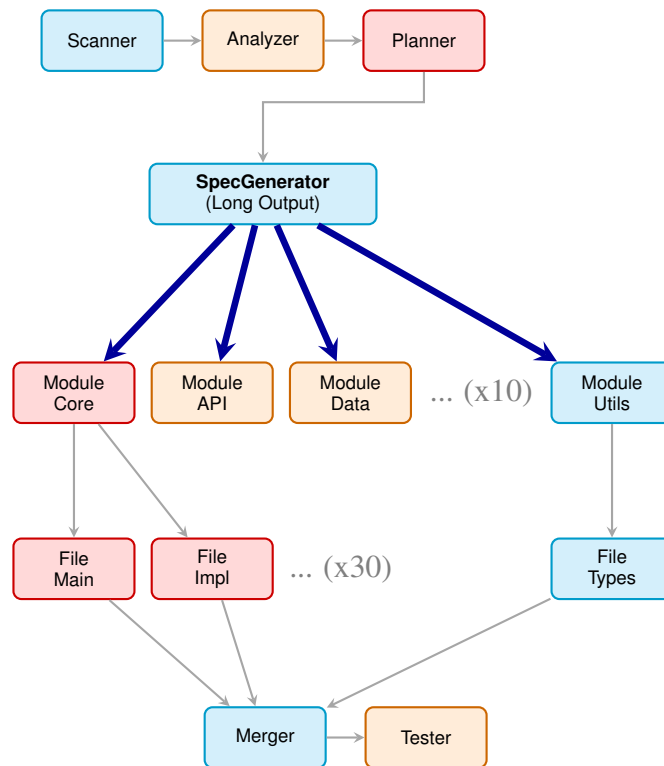 Scanner
Analyzer
Planner
SpecGenerator
(Long Output)
Module
Core
Module
API
Module
Data
... (x10)
Module
Utils
File
Main
File
Impl
... (x30)
File
Types
Merger
Tester